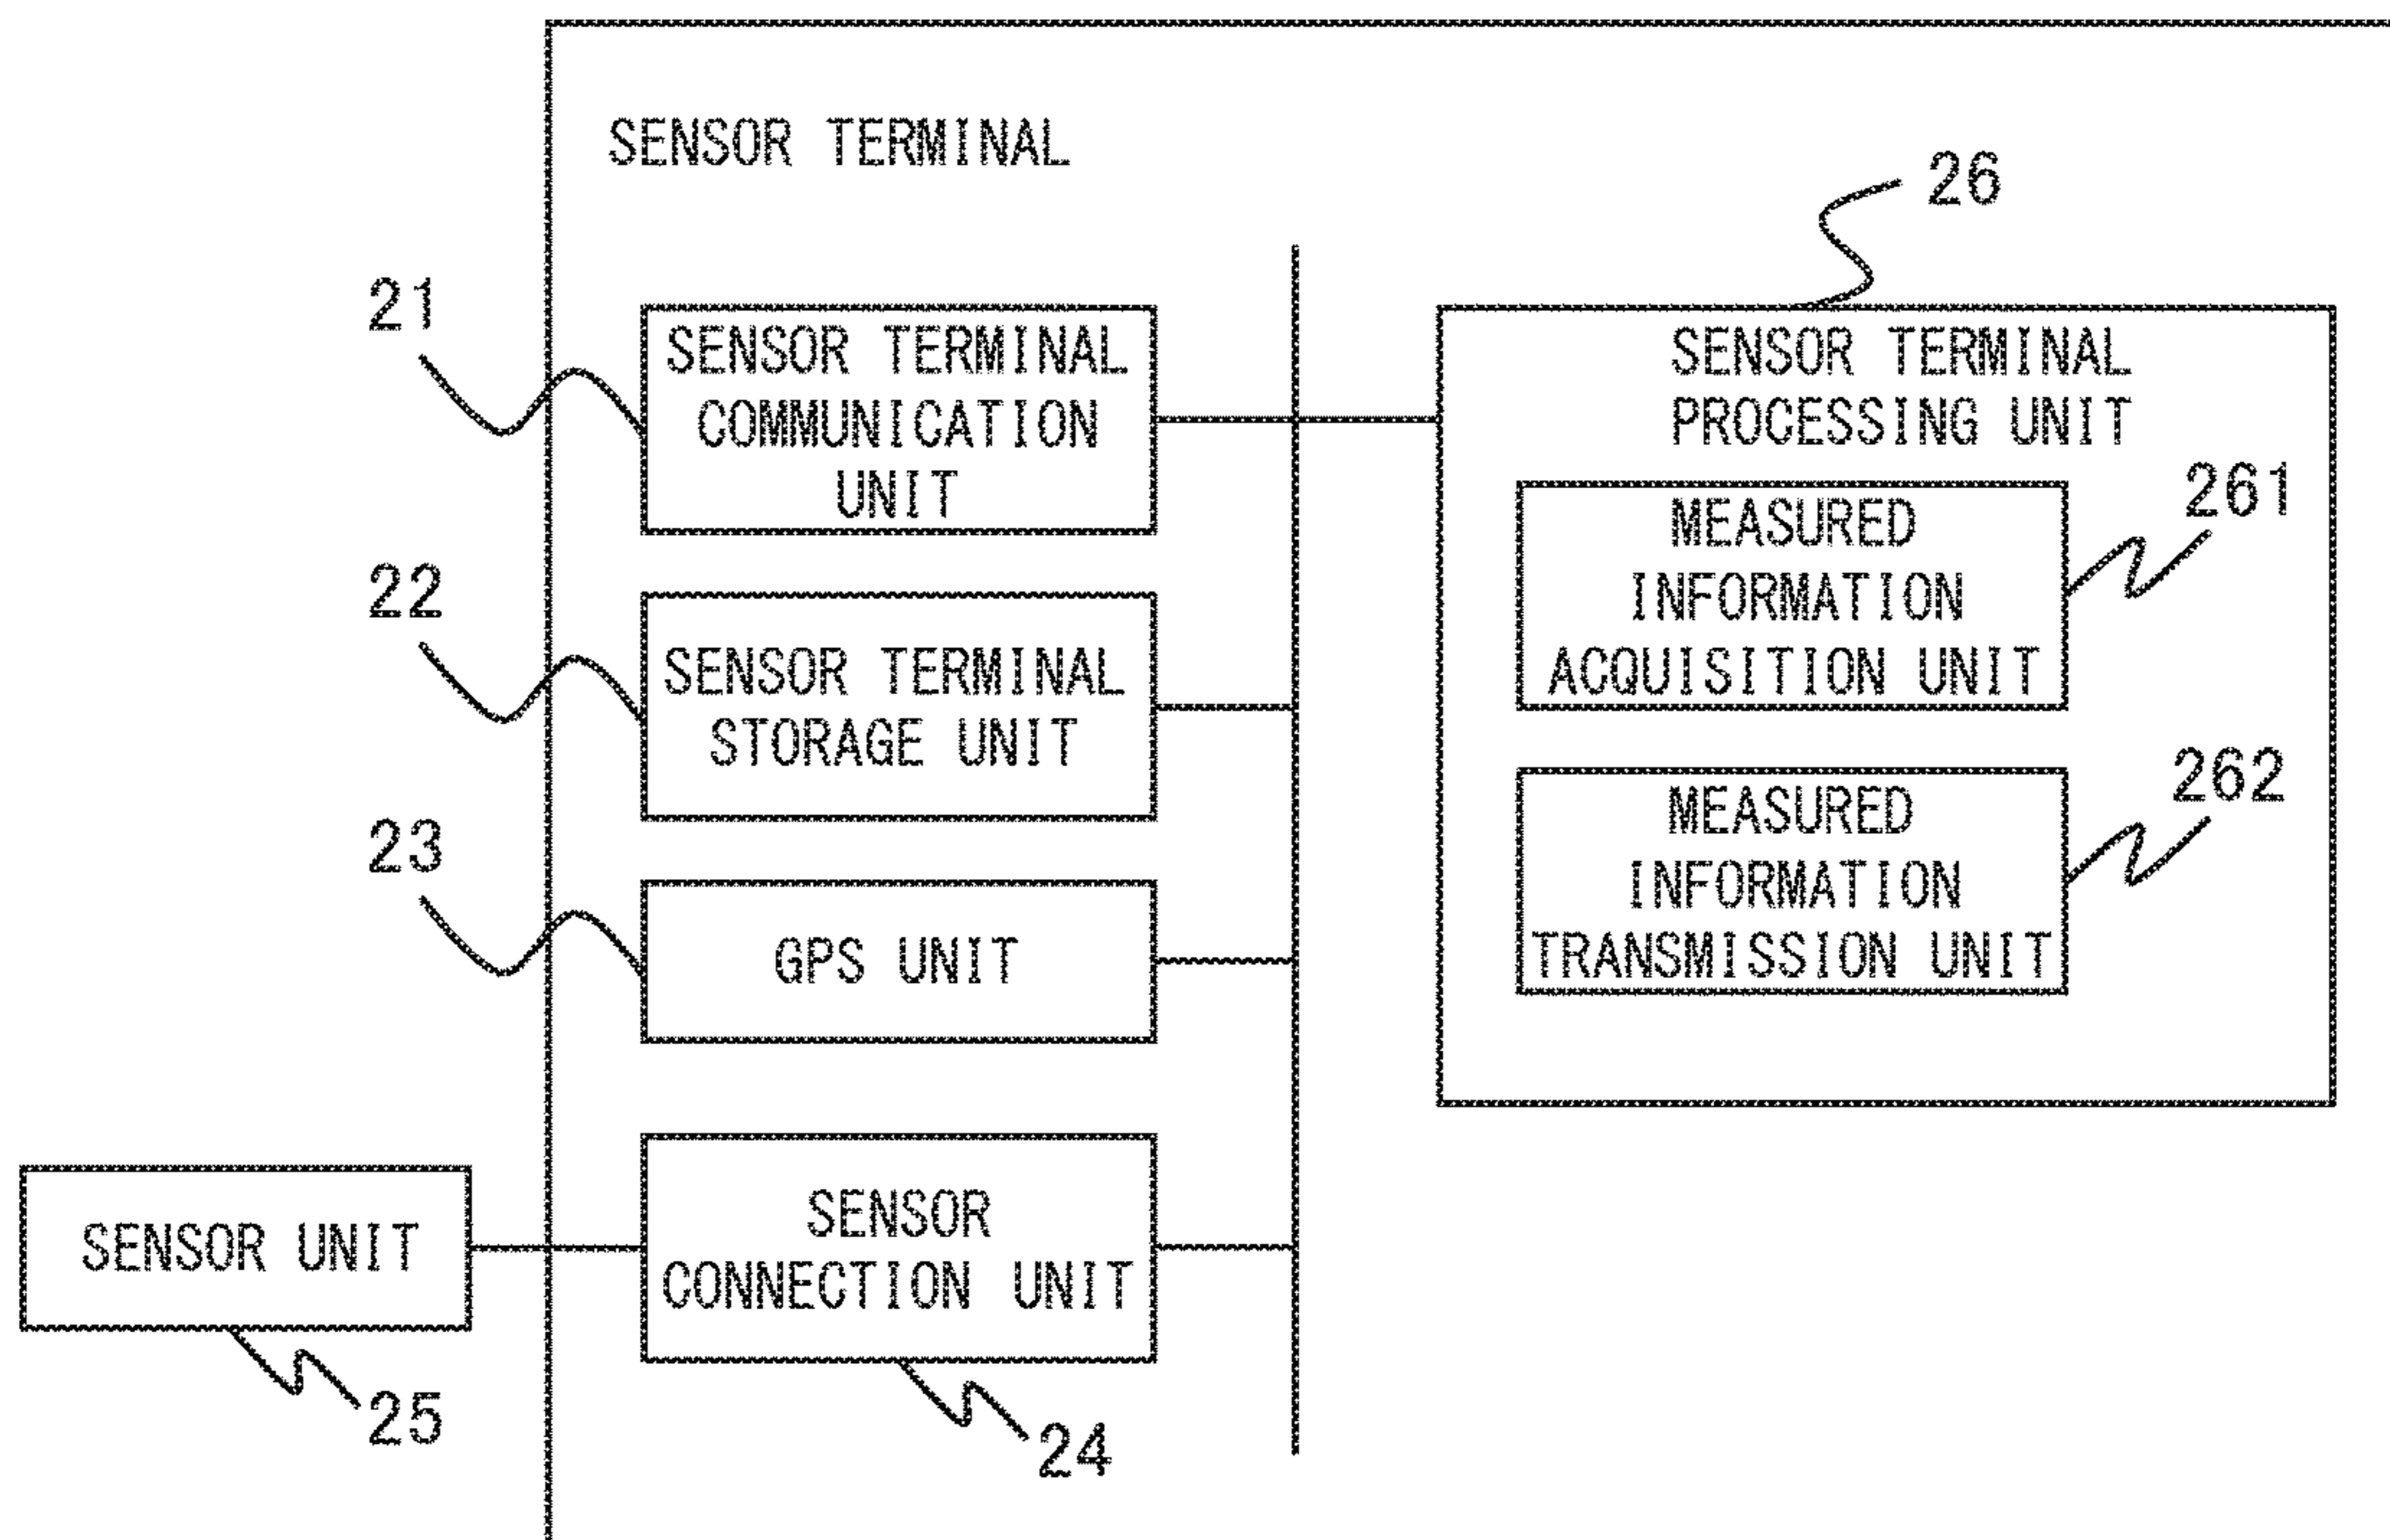 SENSOR TERMINAL
26
21
SENSOR TERMINAL
COMMUNICATION
UNIT
SENSOR TERMINAL
PROCESSING UNIT
261
MEASURED
INFORMATION
ACQUISITION UNIT
22
SENSOR TERMINAL
STORAGE UNIT
262
MEASURED
INFORMATION
TRANSMISSION UNIT
23
GPS UNIT
SENSOR UNIT
25
SENSOR
CONNECTION UNIT
24